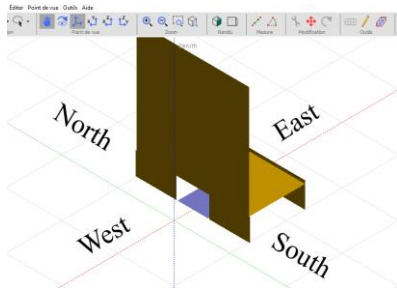 Éditer Point de vue Outils Aide
Point de vue Zoom Rendu Mesure Modification Outils
North
East
West
South